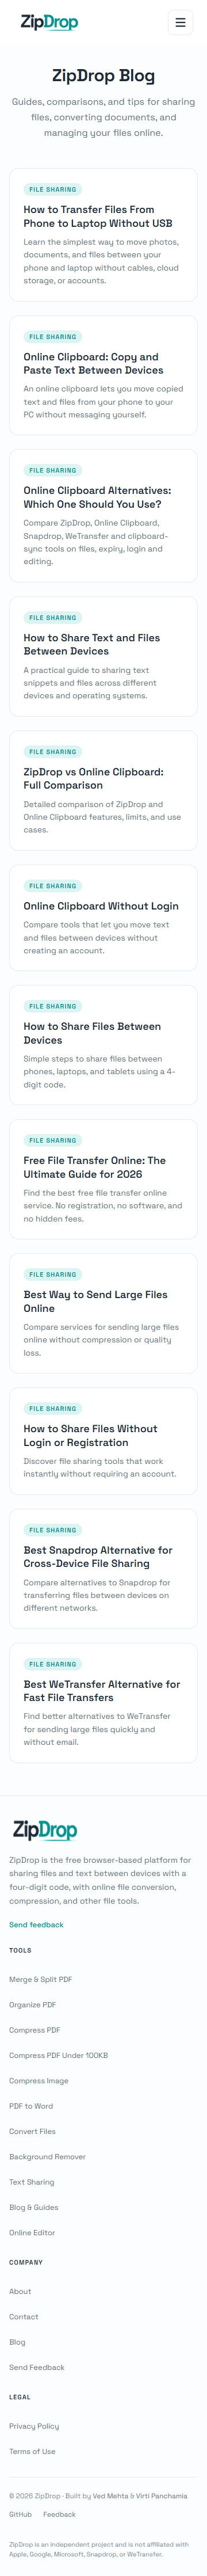 ZipDrop
ZipDrop Blog
Guides, comparisons, and tips for sharing
files, converting documents, and
managing your files online.
FILE SHARING
How to Transfer Files From
Phone to Laptop Without USB
Learn the simplest way to move photos,
documents, and files between your
phone and laptop without cables, cloud
storage, or accounts.
FILE SHARING
Online Clipboard: Copy and
Paste Text Between Devices
An online clipboard lets you move copied
text and files from your phone to your
PC without messaging yourself.
FILE SHARING
Online Clipboard Alternatives:
Which One Should You Use?
Compare ZipDrop, Online Clipboard,
Snapdrop, WeTransfer and clipboard-
sync tools on files, expiry, login and
editing.
FILE SHARING
How to Share Text and Files
Between Devices
A practical guide to sharing text
snippets and files across different
devices and operating systems.
FILE SHARING
ZipDrop vs Online Clipboard:
Full Comparison
Detailed comparison of ZipDrop and
Online Clipboard features, limits, and use
cases.
FILE SHARING
Online Clipboard Without Login
Compare tools that let you move text
and files between devices without
creating an account.
FILE SHARING
How to Share Files Between
Devices
Simple steps to share files between
phones, laptops, and tablets using a 4-
digit code.
FILE SHARING
Free File Transfer Online: The
Ultimate Guide for 2026
Find the best free file transfer online
service. No registration, no software, and
no hidden fees.
FILE SHARING
Best Way to Send Large Files
Online
Compare services for sending large files
online without compression or quality
loss.
FILE SHARING
How to Share Files Without
Login or Registration
Discover file sharing tools that work
instantly without requiring an account.
FILE SHARING
Best Snapdrop Alternative for
Cross-Device File Sharing
Compare alternatives to Snapdrop for
transferring files between devices on
different networks.
FILE SHARING
Best WeTransfer Alternative for
Fast File Transfers
Find better alternatives to WeTransfer
for sending large files quickly and
without email.
ZipDrop
ZipDrop is the free browser-based platform for
sharing files and text between devices with a
four-digit code, with online file conversion,
compression, and other file tools.
Send feedback
TOOLS
Merge & Split PDF
Organize PDF
Compress PDF
Compress PDF Under 100KB
Compress Image
PDF to Word
Convert Files
Background Remover
Text Sharing
Blog & Guides
Online Editor
COMPANY
About
Contact
Blog
Send Feedback
LEGAL
Privacy Policy
Terms of Use
© 2026 ZipDrop · Built by Ved Mehta & Virti Panchamia
GitHub Feedback
ZipDrop is an independent project and is not affiliated with
Apple, Google, Microsoft, Snapdrop, or WeTransfer.